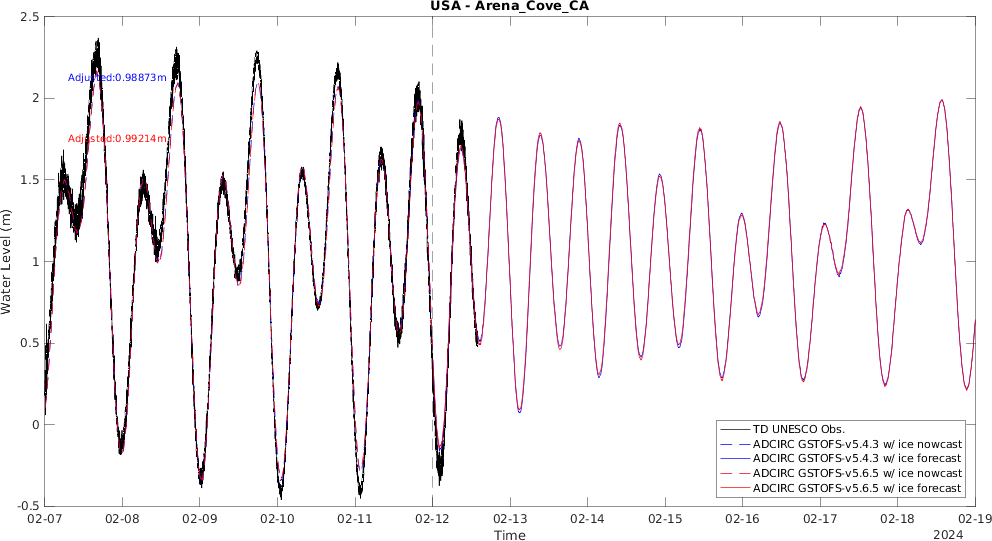 USA - Arena_Cove_CA
2.5
2
1.5
1
0.5
0
-0.5
Water Level (m)
Adjusted:0.98873m
Adjusted:0.99214m
TD UNESCO Obs.
ADCIRC GSTOFS-v5.4.3 w/ ice nowcast
ADCIRC GSTOFS-v5.4.3 w/ ice forecast
ADCIRC GSTOFS-v5.6.5 w/ ice nowcast
ADCIRC GSTOFS-v5.6.5 w/ ice forecast
02-07 02-08 02-09 02-10 02-11 02-12 02-13 02-14 02-15 02-16 02-17 02-18 02-19
Time
2024